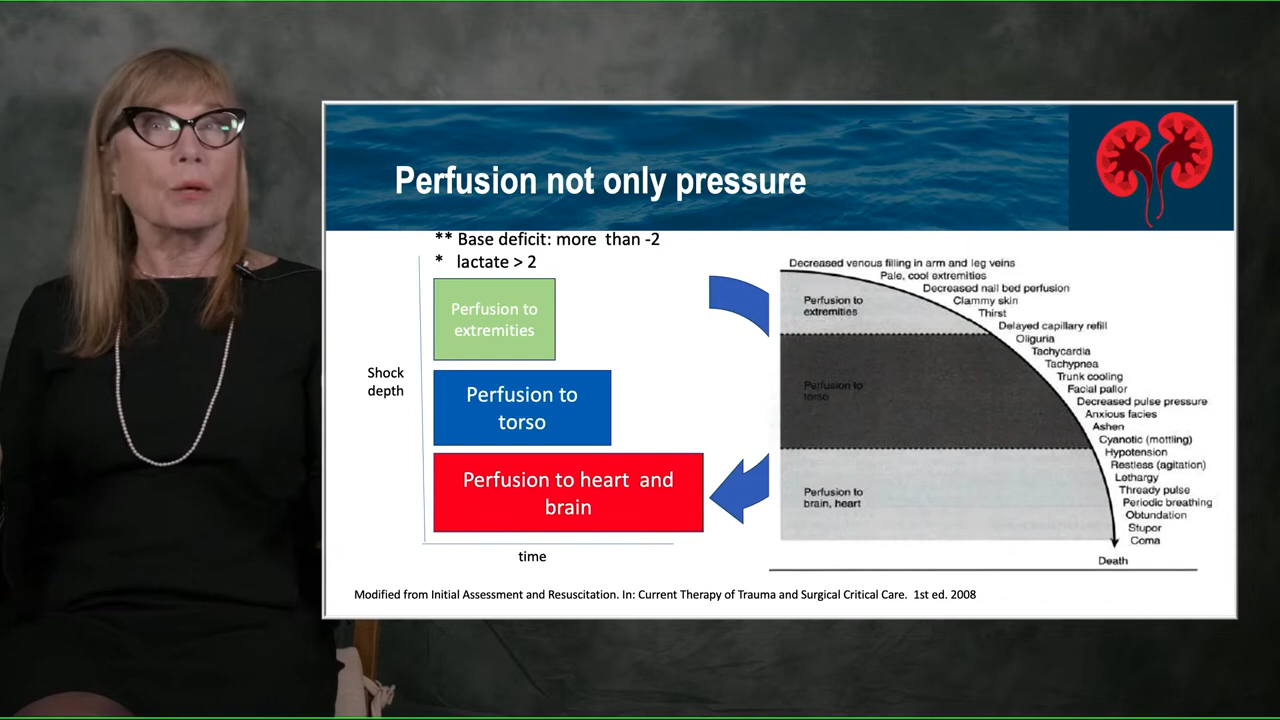 Perfusion not only pressure
** Base deficit: more than -2
* lactate > 2
Perfusion to
extremities
Shock
depth
Perfusion to
torso
Perfusion to heart and
brain
time
Decreased venous filling in arm and leg veins
Pale, cool extremities
Decreased nail bed perfusion
Clammy skin
Thirst
Delayed capillary refill
Oliguria
Tachycardia
Tachypnea
Trunk cooling
Facial pallor
Decreased pulse pressure
Anxious facies
Ashen
Cyanotic (mottling)
Hypotension
Restless (agitation)
Lethargy
Thready pulse
Periodic breathing
Obtundation
Stupor
Coma
Death
Perfusion to
extremities
Perfusion to
torso
Perfusion to
brain, heart
Modified from Initial Assessment and Resuscitation. In: Current Therapy of Trauma and Surgical Critical Care. 1st ed. 2008